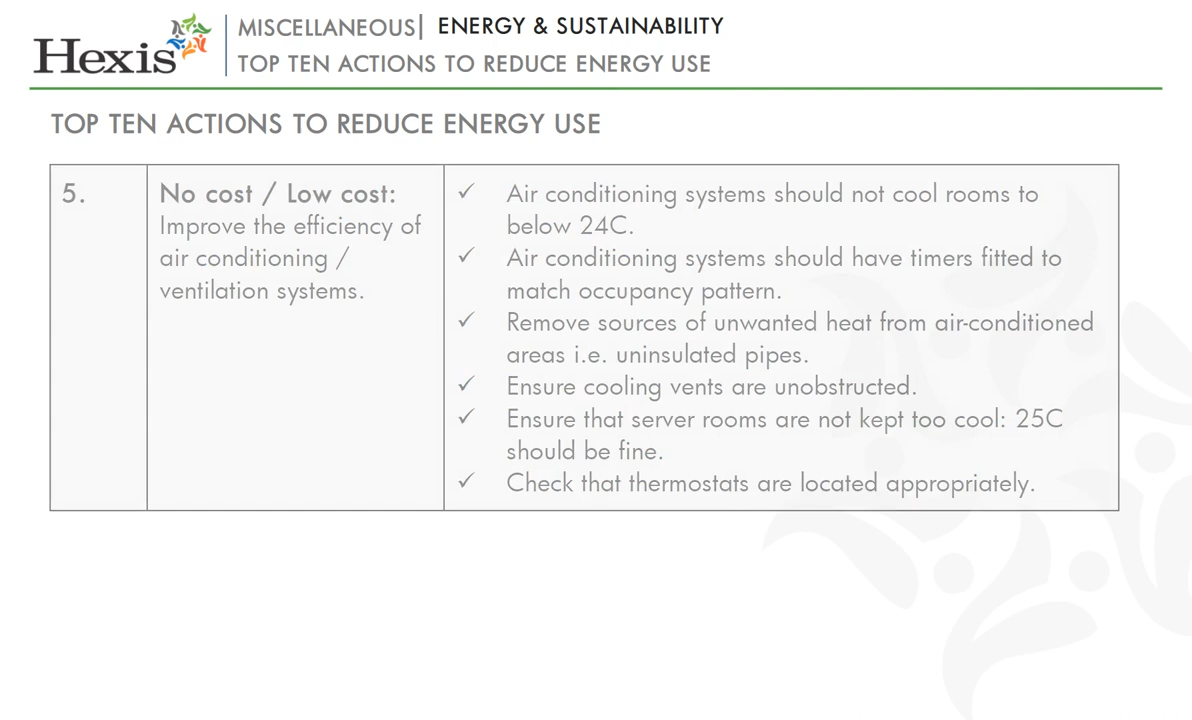 Hexis
MISCELLANEOUS| ENERGY & SUSTAINABILITY
TOP TEN ACTIONS TO REDUCE ENERGY USE
TOP TEN ACTIONS TO REDUCE ENERGY USE
5.
No cost / Low cost:
Improve the efficiency of
air conditioning /
ventilation systems.
✓ Air conditioning systems should not cool rooms to
below 24C.
✓ Air conditioning systems should have timers fitted to
match occupancy pattern.
✓ Remove sources of unwanted heat from air-conditioned
areas i.e. uninsulated pipes.
✓ Ensure cooling vents are unobstructed.
✓ Ensure that server rooms are not kept too cool: 25C
should be fine.
✓ Check that thermostats are located appropriately.